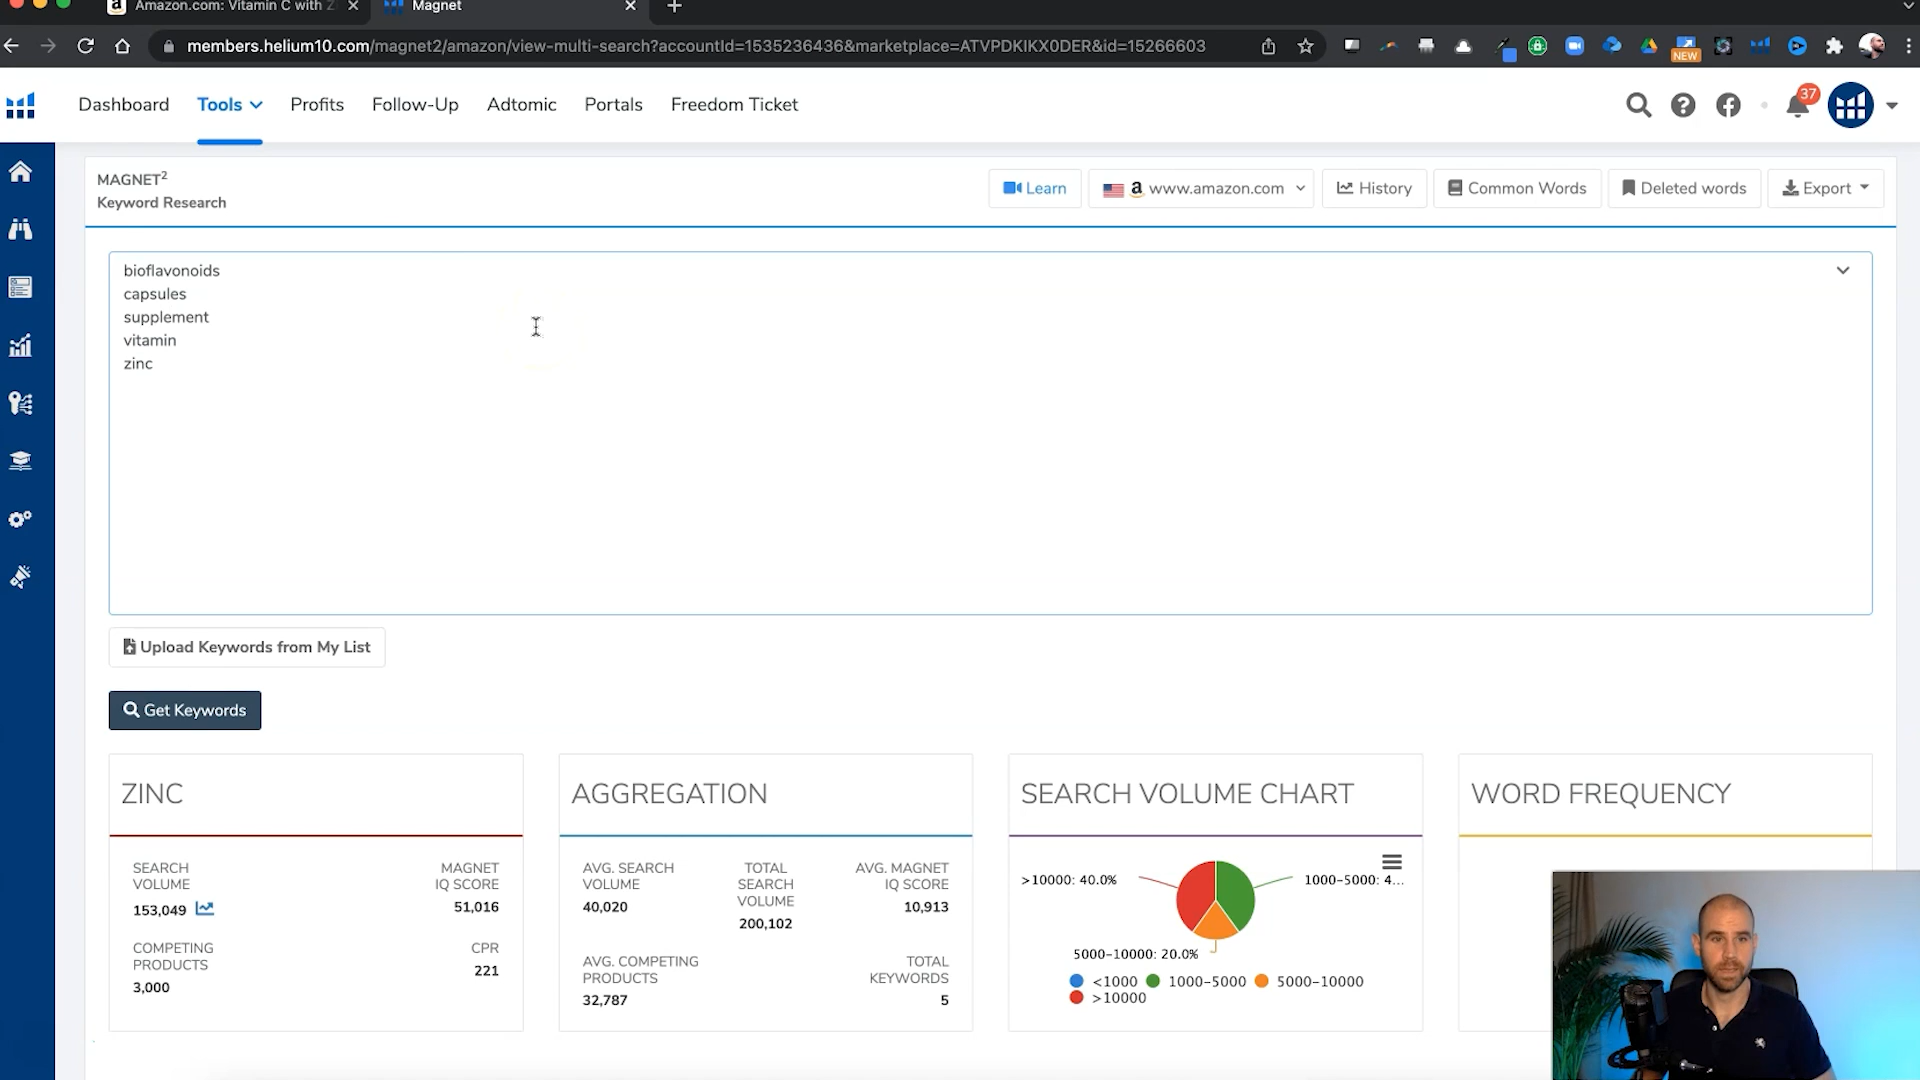 Amazon.com: Vitamin C with Z
Magnet
members.helium10.com/magnet2/amazon/view-multi-search?accountId=1535236436&marketplace=ATVPDKIKX0DER&id=15266603
NEW
Dashboard
Tools
Profits
Follow-Up
Adtomic
Portals
Freedom Ticket
37
MAGNET2
Keyword Research
Learn
www.amazon.com
History
Common Words
Deleted words
Export
bioflavonoids
capsules
supplement
vitamin
zinc
Upload Keywords from My List
Get Keywords
ZINC
SEARCH VOLUME
153,049
MAGNET IQ SCORE
51,016
COMPETING PRODUCTS
3,000
CPR
221
AGGREGATION
AVG. SEARCH VOLUME
40,020
TOTAL SEARCH VOLUME
200,102
AVG. MAGNET IQ SCORE
10,913
AVG. COMPETING PRODUCTS
32,787
TOTAL KEYWORDS
5
SEARCH VOLUME CHART
>10000: 40.0%
1000-5000: 4...
5000-10000: 20.0%
<1000
1000-5000
5000-10000
>10000
WORD FREQUENCY